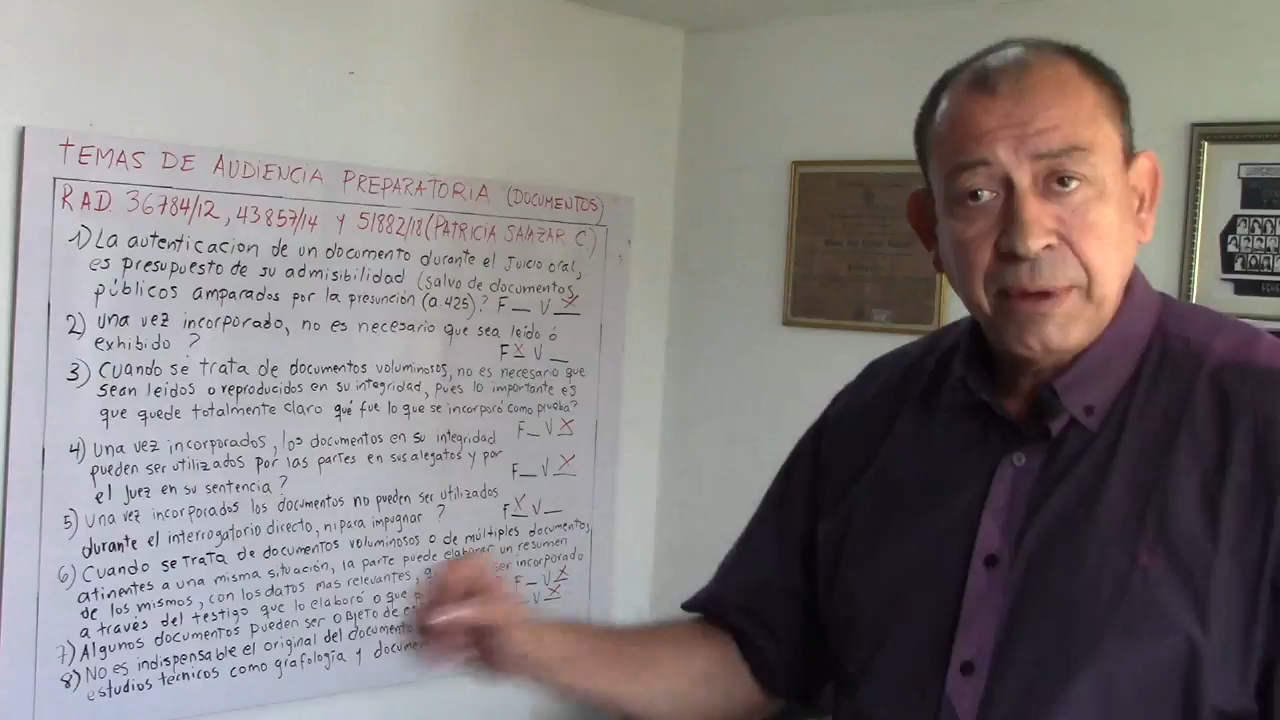 TEMAS DE AUDIENCIA PREPARATORIA (DOCUMENTOS)
RAD. 36784/12, 43857/14 Y 51882/18 (PATRICIA SALAZAR C.)
1) La autenticacion de un documento durante el juicio oral,
es presupuesto de su admisibilidad (salvo de documentos
públicos amparados por la presunción (a.425)? F__ V X
2) Una vez incorporado, no es necesario que sea leído ó
exhibido? F X V __
3) Cuando se trata de documentos voluminosos, no es necesario que
sean leidos o reproducidos en su integridad, pues lo importante es
que quede totalmente claro qué fue lo que se incorporó como prueba?
F__ V X
4) Una vez incorporados, los documentos en su integridad
pueden ser utilizados por las partes en sus alegatos y por
el juez en su sentencia? F__ V X
5) Una vez incorporados los documentos no pueden ser utilizados
durante el interrogatorio directo, ni para impugnar? F X V__
6) Cuando se trata de documentos voluminosos o de múltiples documentos,
atinentes a una misma situación, la parte puede elaborar un resumen
de los mismos, con los datos mas relevantes, ser incorporado
a través del testigo que lo elaboró o que F__ V X
7) Algunos documentos pueden ser objeto de V X
8) No es indispensable el original del documento
estudios técnicos como grafología y